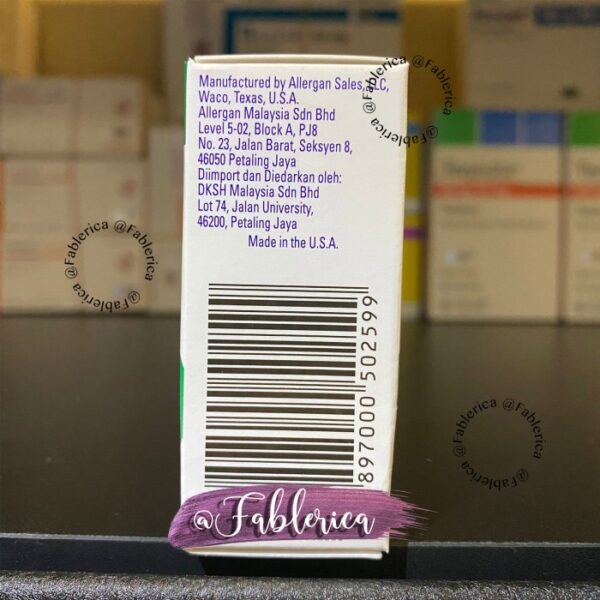 Manufactured by Allergan Sales, LLC,
Waco, Texas, U.S.A.
Allergan Malaysia Sdn Bhd
Level 5-02, Block A, PJ8
No. 23, Jalan Barat, Seksyen 8,
46050 Petaling Jaya
Diimport dan Diedarkan oleh:
DKSH Malaysia Sdn Bhd
Lot 74, Jalan University,
46200, Petaling Jaya
Made in the U.S.A.
897000 502599
@Fablerica
@Fablerica @Fablerica
@Fablerica @Fablerica
@Fablerica @Fablerica